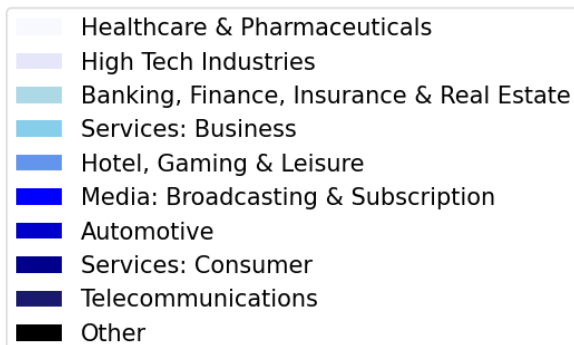 Healthcare & Pharmaceuticals
High Tech Industries
Banking, Finance, Insurance & Real Estate
Services: Business
Hotel, Gaming & Leisure
Media: Broadcasting & Subscription
Automotive
Services: Consumer
Telecommunications
Other